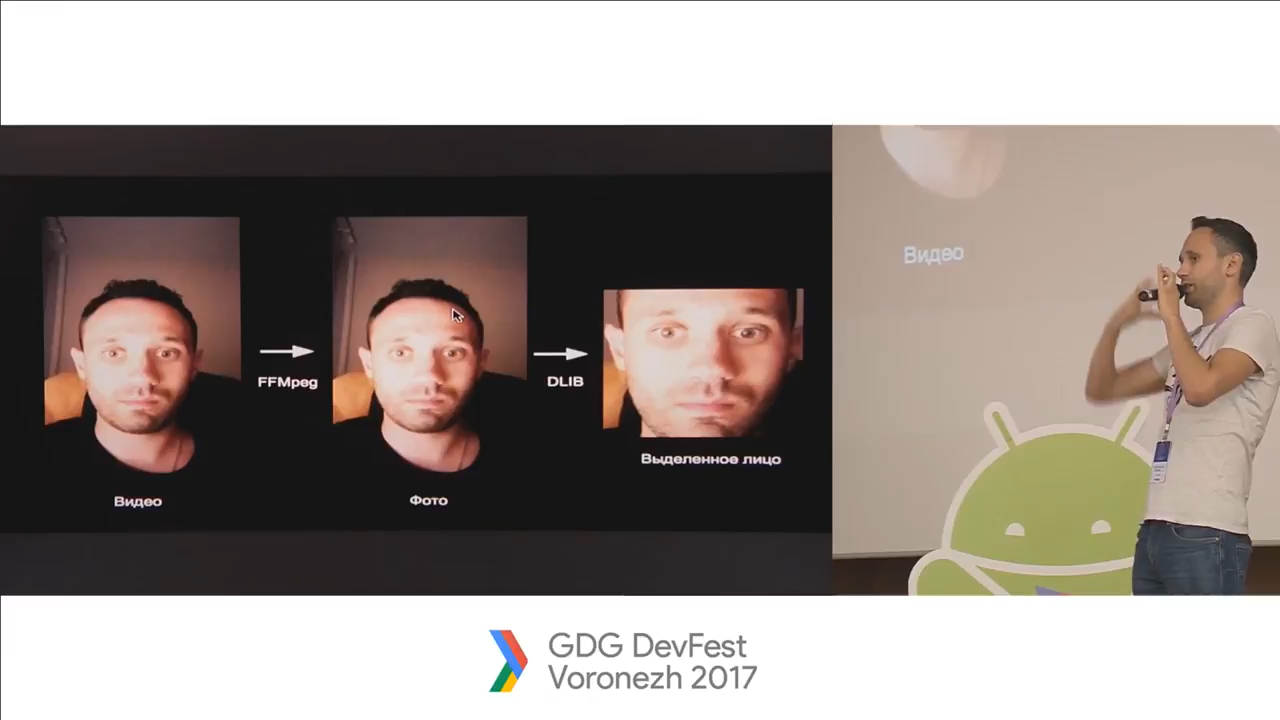 FFMpeg
DLIB
Выделенное лицо
Видео
Фото
Видео
GDG DevFest
Voronezh 2017